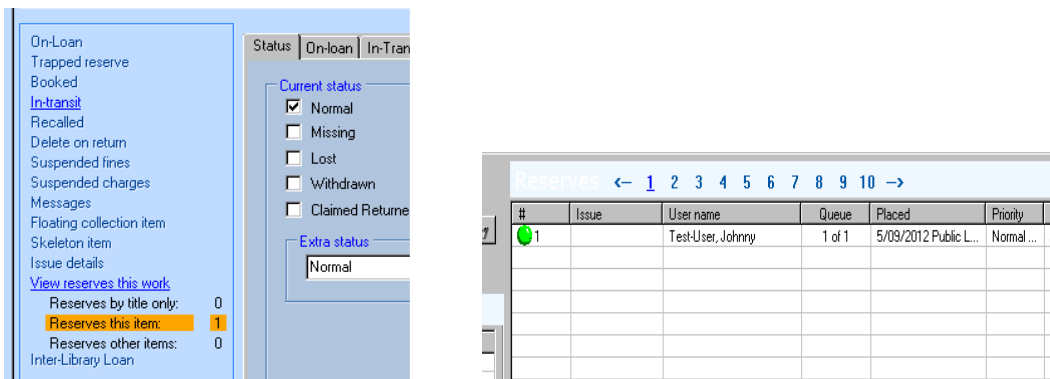 On-Loan
Trapped reserve
Booked
In-transit
Recalled
Delete on return
Suspended fines
Suspended charges
Messages
Floating collection item
Skeleton item
Issue details
View reserves this work
Reserves by title only: 0
Reserves this item: 1
Reserves other items: 0
Inter-Library Loan
Status On-loan In-Tran
Current status
Normal
Missing
Lost
Withdrawn
Claimed Returne
Extra status
Normal
Reserves <- 1 2 3 4 5 6 7 8 9 10 ->
# Issue User name Queue Placed Priority
1 Test-User, Johnny 1 of 1 5/09/2012 Public L... Normal ...